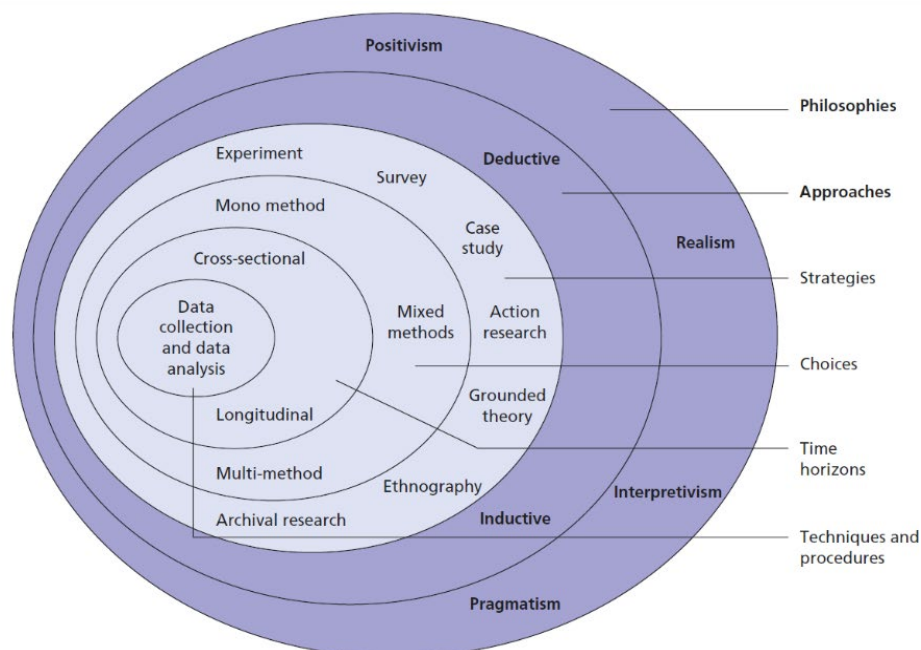 Positivism
Philosophies
Deductive
Approaches
Realism
Experiment
Survey
Case
study
Strategies
Action
research
Mono method
Cross-sectional
Data
collection
and data
analysis
Mixed
methods
Choices
Grounded
theory
Longitudinal
Time
horizons
Multi-method
Ethnography
Interpretivism
Archival research
Inductive
Techniques and
procedures
Pragmatism